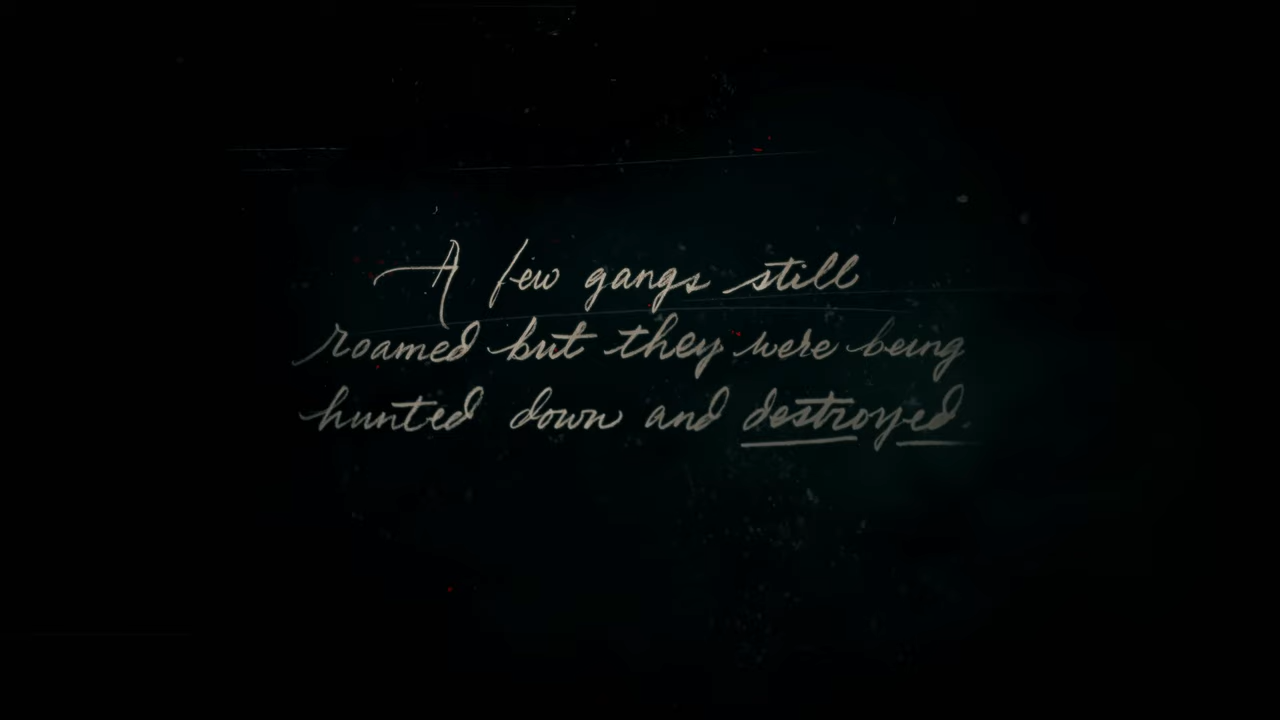 A few gangs still
roamed but they were being
hunted down and destroyed.